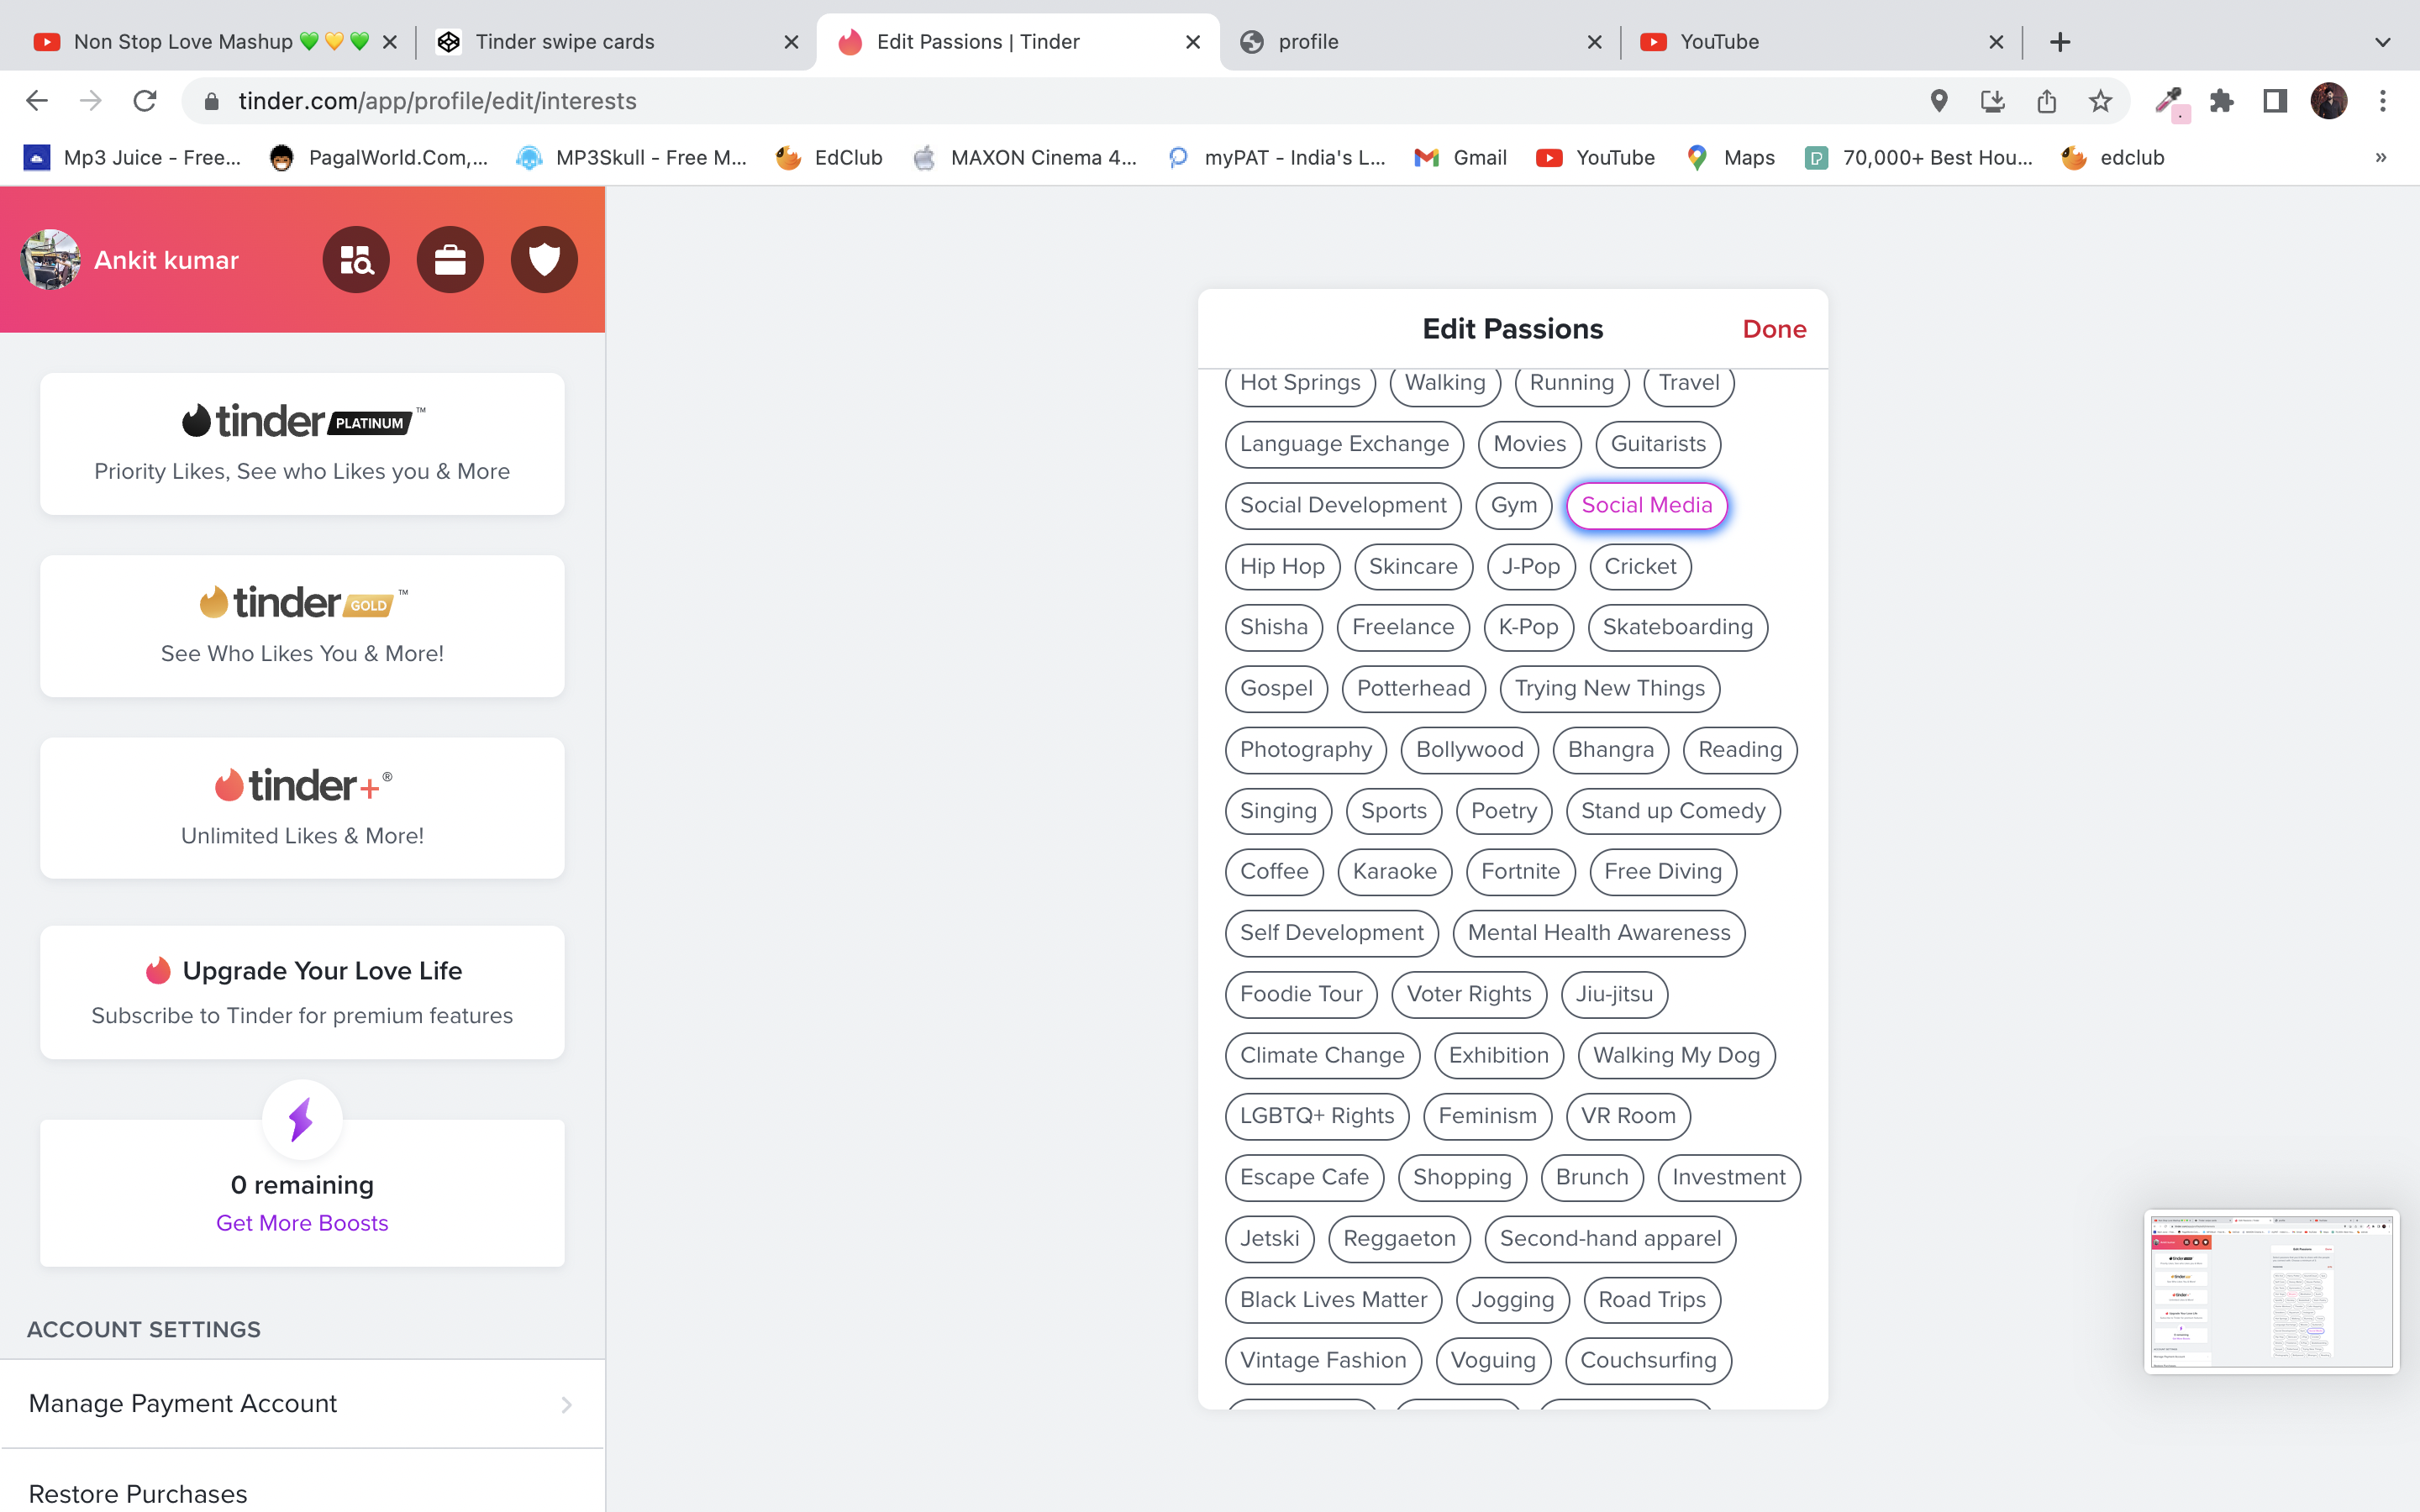 Non Stop Love Mashup 💚💛💚
Tinder swipe cards
Edit Passions | Tinder
profile
YouTube
tinder.com/app/profile/edit/interests
Mp3 Juice - Free...
PagalWorld.Com,...
MP3Skull - Free M...
EdClub
MAXON Cinema 4...
myPAT - India's L...
Gmail
YouTube
Maps
70,000+ Best Hou...
edclub
»
Ankit kumar
tinder PLATINUM ™
Priority Likes, See who Likes you & More
tinder GOLD ™
See Who Likes You & More!
tinder+®
Unlimited Likes & More!
Upgrade Your Love Life
Subscribe to Tinder for premium features
0 remaining
Get More Boosts
ACCOUNT SETTINGS
Manage Payment Account
Restore Purchases
Edit Passions Done
Hot Springs Walking Running Travel
Language Exchange Movies Guitarists
Social Development Gym Social Media
Hip Hop Skincare J-Pop Cricket
Shisha Freelance K-Pop Skateboarding
Gospel Potterhead Trying New Things
Photography Bollywood Bhangra Reading
Singing Sports Poetry Stand up Comedy
Coffee Karaoke Fortnite Free Diving
Self Development Mental Health Awareness
Foodie Tour Voter Rights Jiu-jitsu
Climate Change Exhibition Walking My Dog
LGBTQ+ Rights Feminism VR Room
Escape Cafe Shopping Brunch Investment
Jetski Reggaeton Second-hand apparel
Black Lives Matter Jogging Road Trips
Vintage Fashion Voguing Couchsurfing